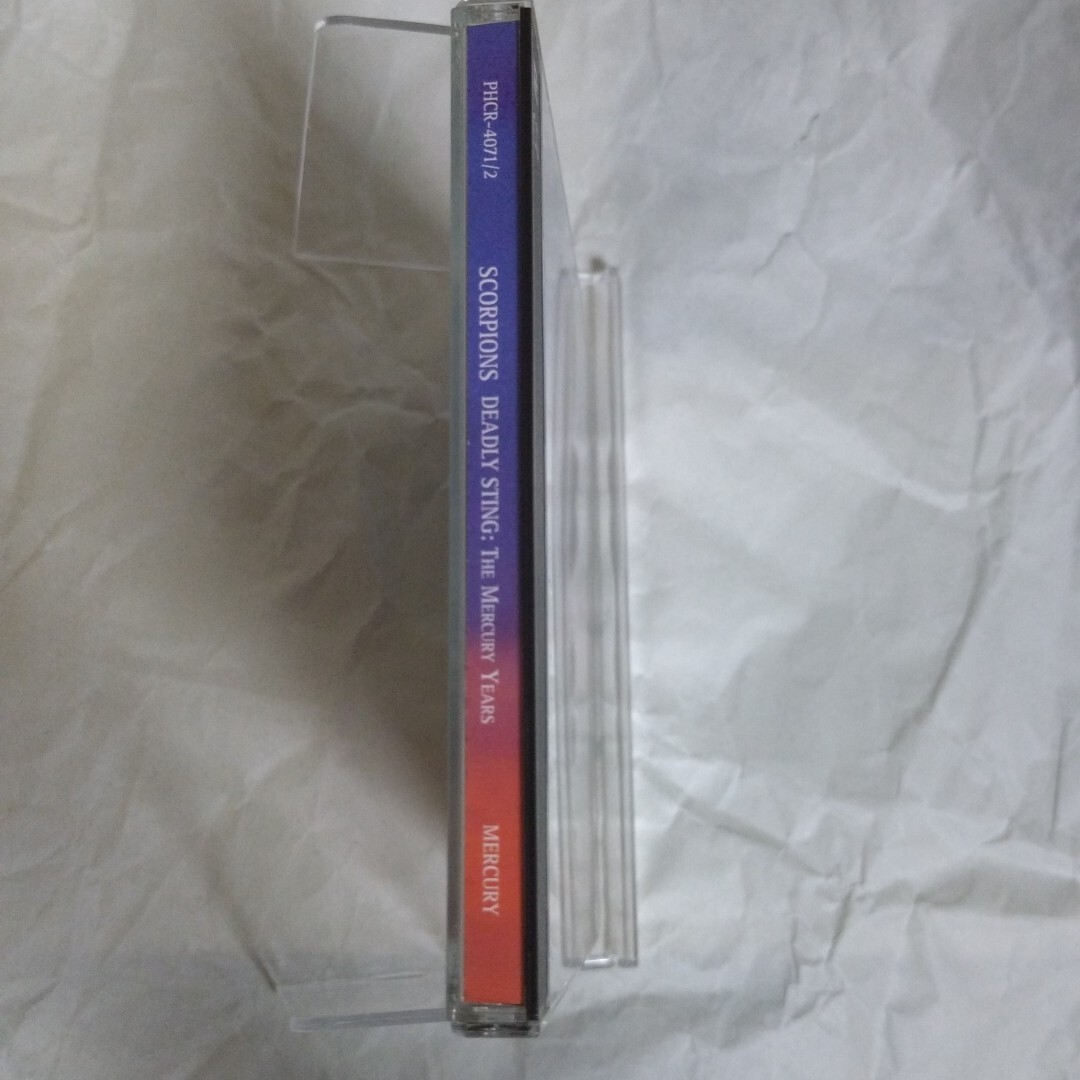 PHCR-4071/2
SCORPIONS DEADLY STING: THE MERCURY YEARS
MERCURY